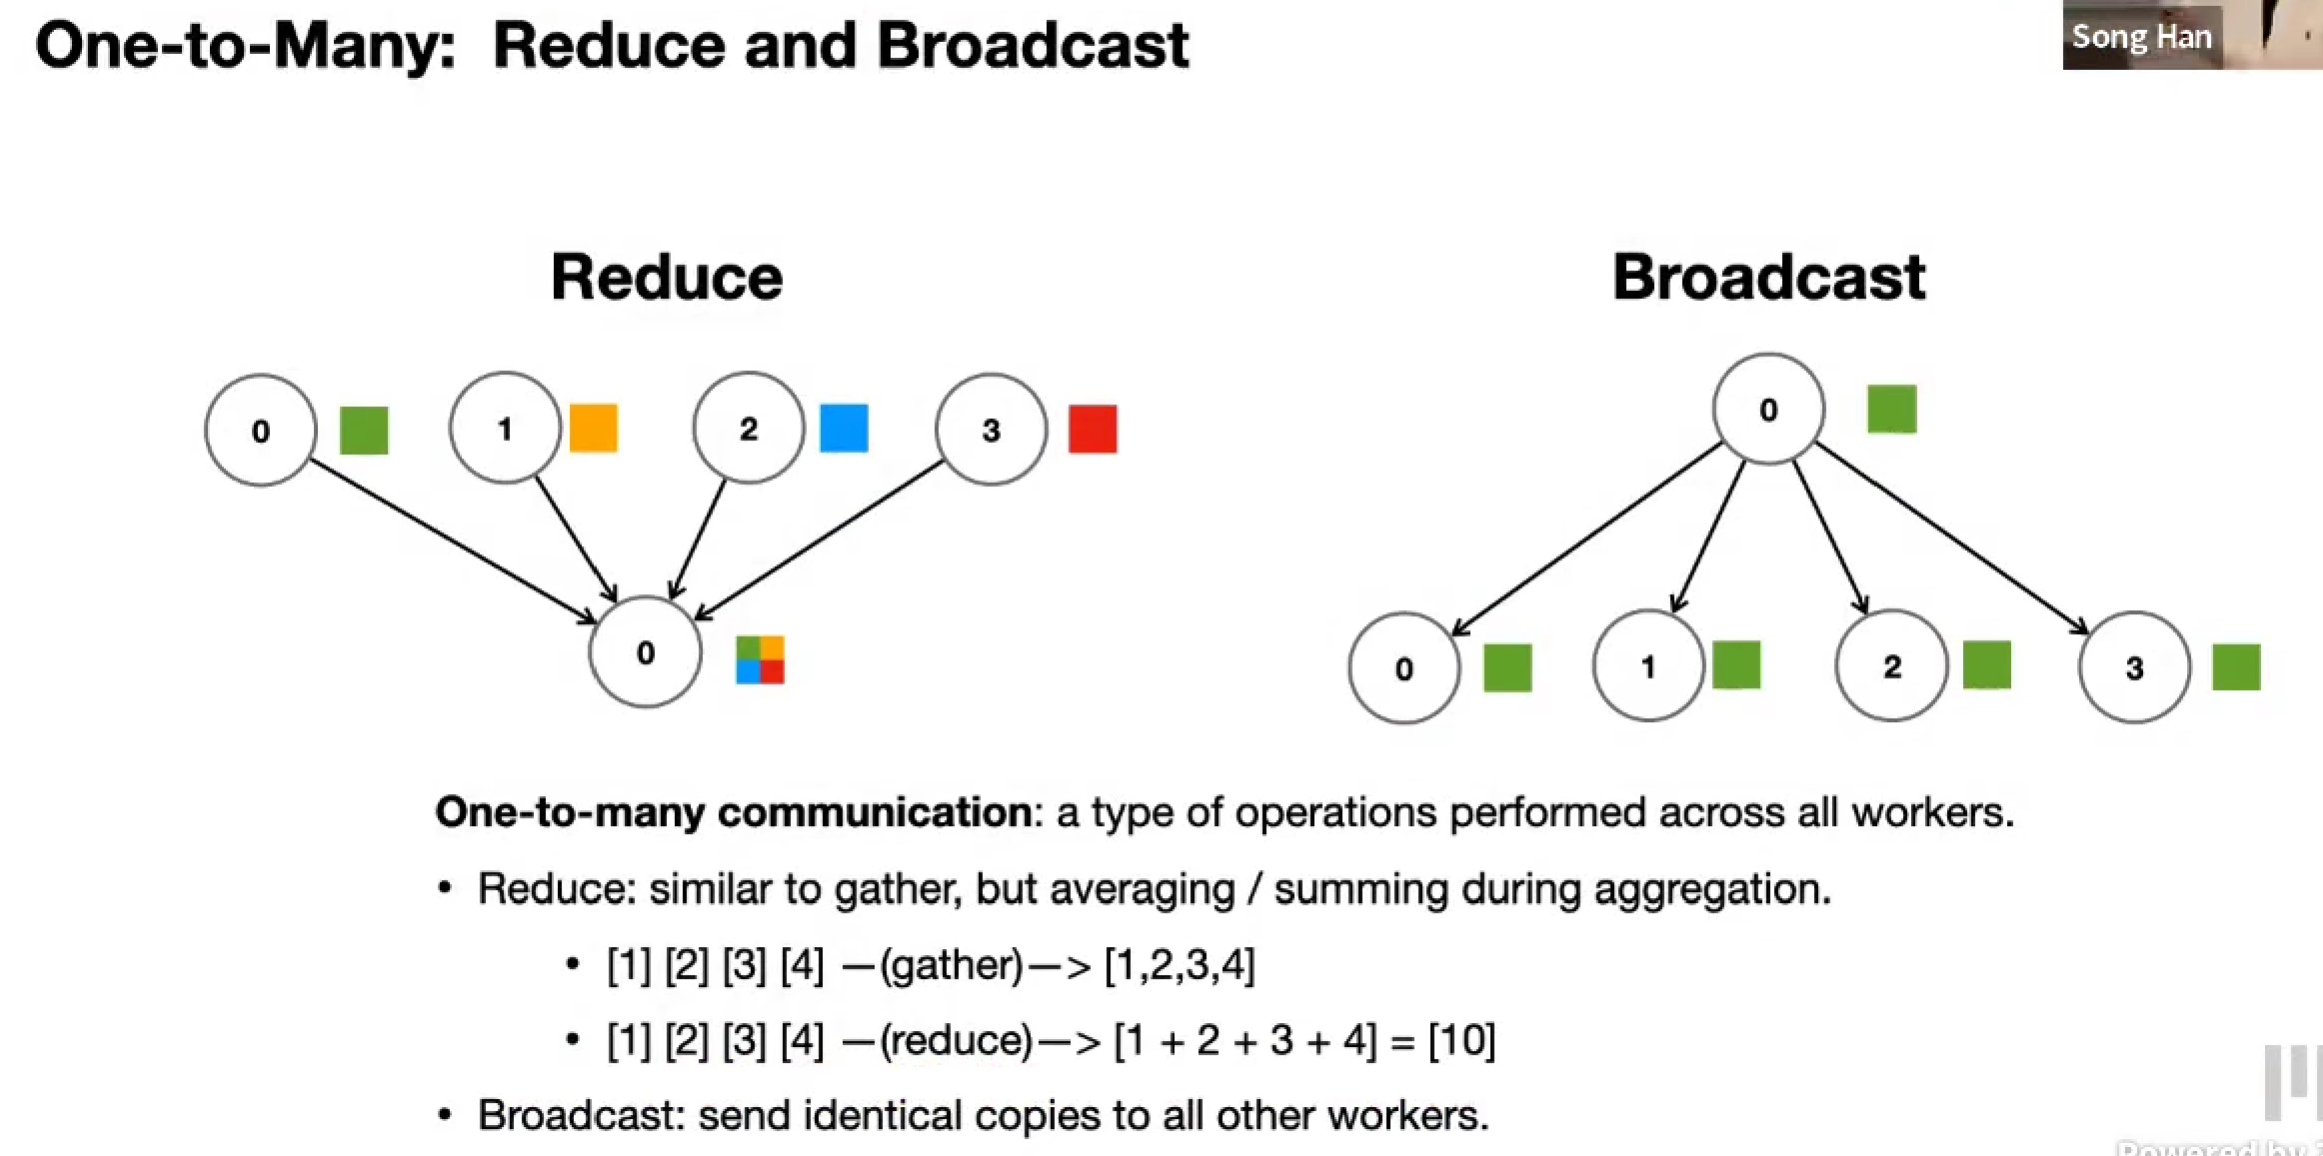 One-to-Many: Reduce and Broadcast
Song Han
Reduce
Broadcast
0 1 2 3
0
0
0 1 2 3
One-to-many communication: a type of operations performed across all workers.
• Reduce: similar to gather, but averaging / summing during aggregation.
• [1] [2] [3] [4] —(gather)—> [1,2,3,4]
• [1] [2] [3] [4] —(reduce)—> [1 + 2 + 3 + 4] = [10]
• Broadcast: send identical copies to all other workers.
Powered by